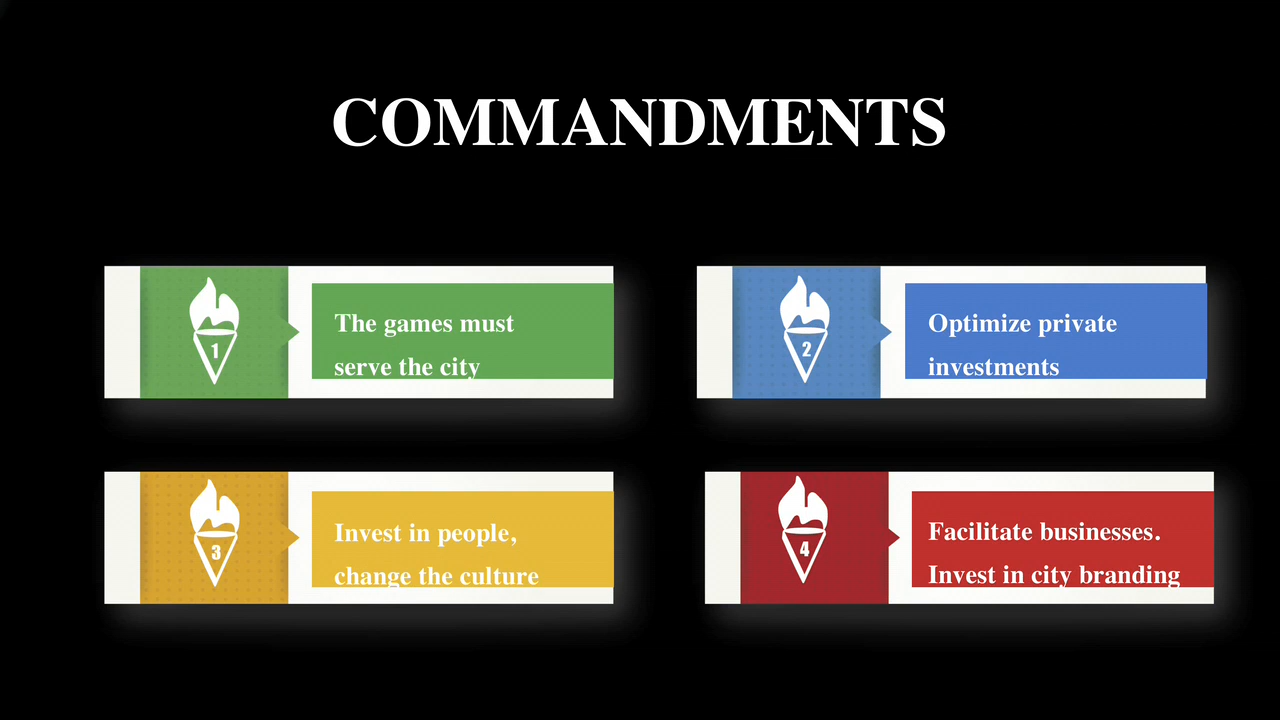 COMMANDMENTS
1
The games must
serve the city
2
Optimize private
investments
3
Invest in people,
change the culture
4
Facilitate businesses.
Invest in city branding